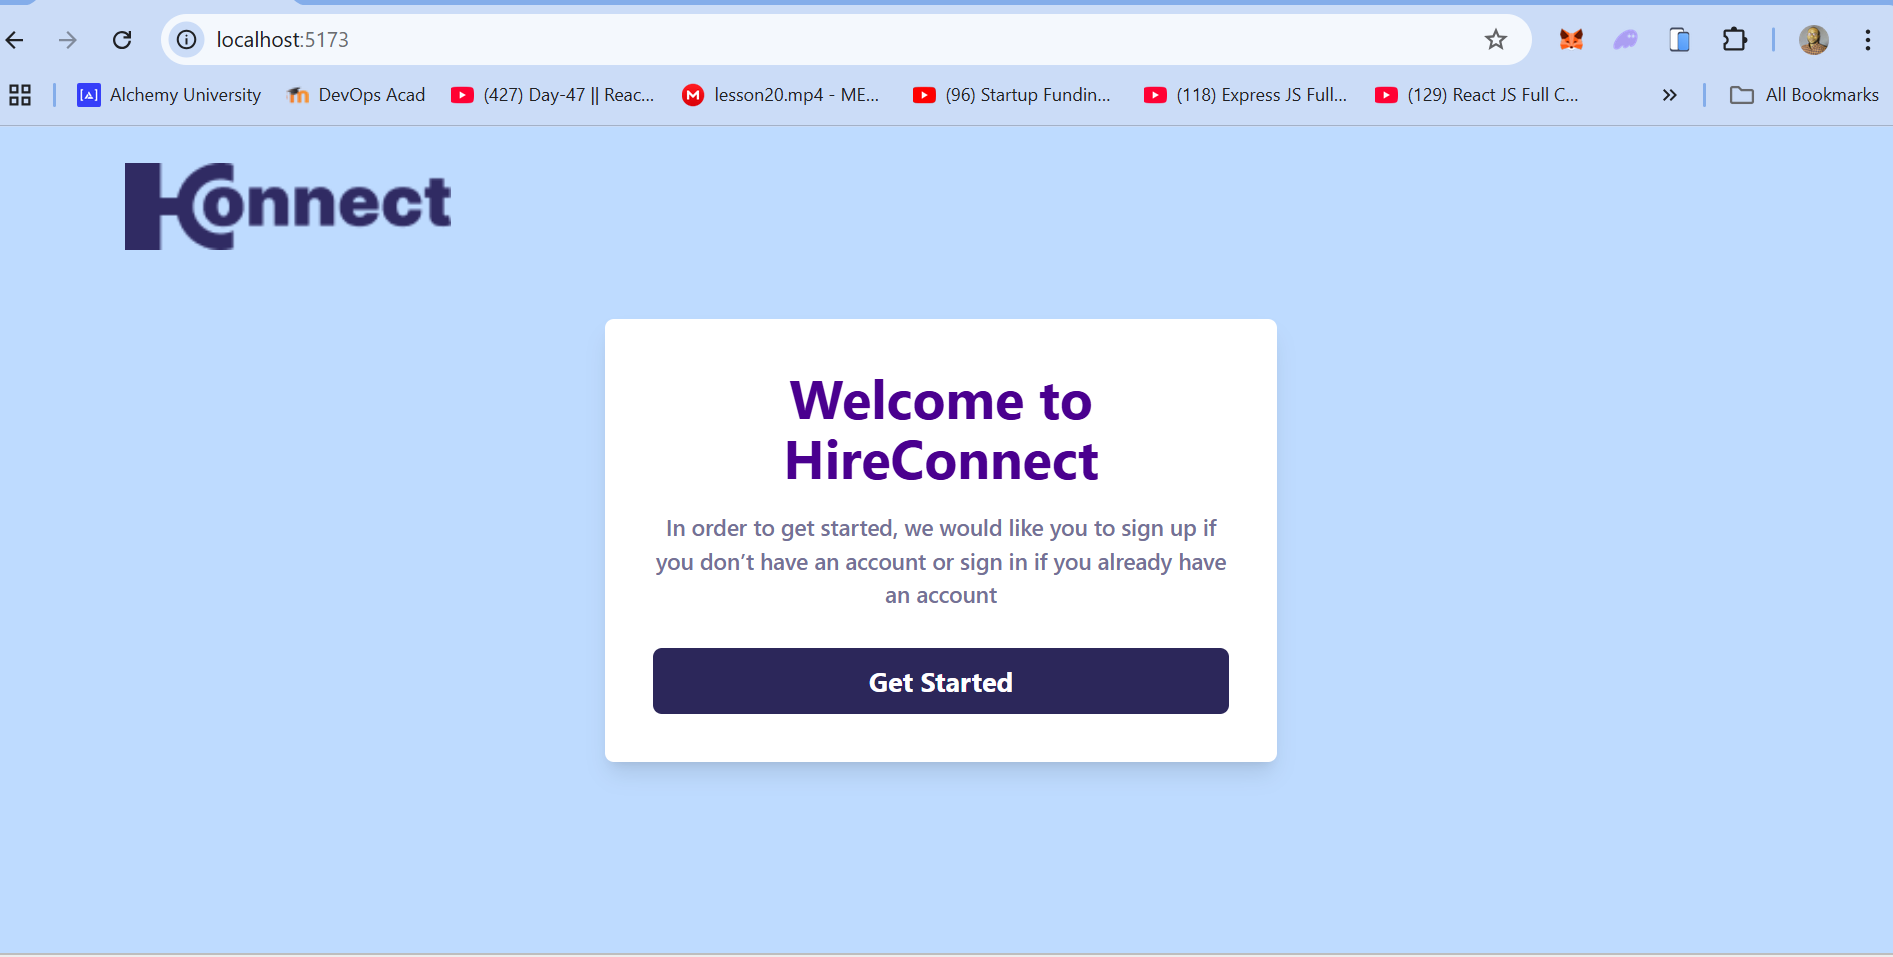 localhost:5173
Alchemy University DevOps Acad (427) Day-47 || Reac... lesson20.mp4 - ME... (96) Startup Fundin... (118) Express JS Full... (129) React JS Full C... » All Bookmarks
HConnect
Welcome to
HireConnect
In order to get started, we would like you to sign up if
you don’t have an account or sign in if you already have
an account
Get Started